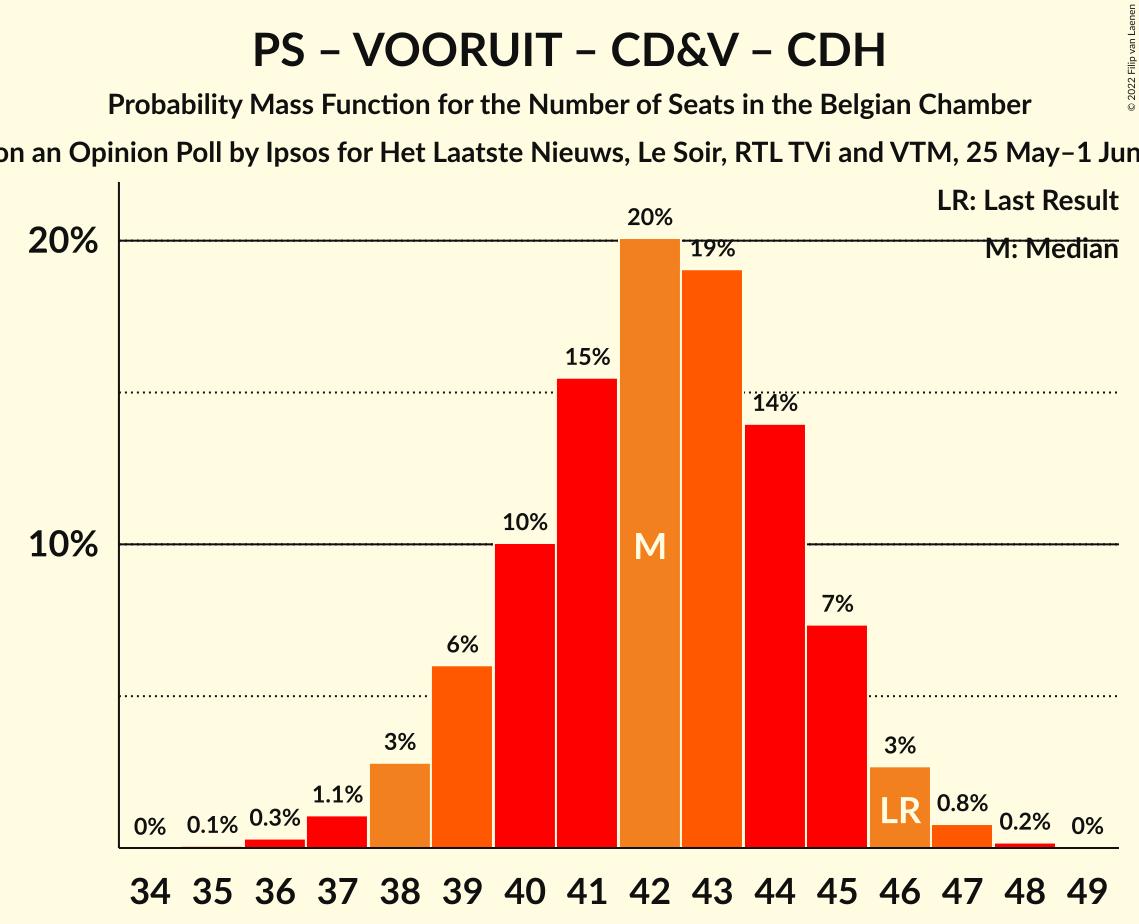 PS – VOORUIT – CD&V – CDH
Probability Mass Function for the Number of Seats in the Belgian Chamber
on an Opinion Poll by Ipsos for Het Laatste Nieuws, Le Soir, RTL TVi and VTM, 25 May–1 Jun
© 2022 Filip van Laenen
LR: Last Result
M: Median
20%
10%
0%
0.1%
0.3%
1.1%
3%
6%
10%
15%
20%
19%
14%
7%
3%
0.8%
0.2%
0%
M
LR
34 35 36 37 38 39 40 41 42 43 44 45 46 47 48 49